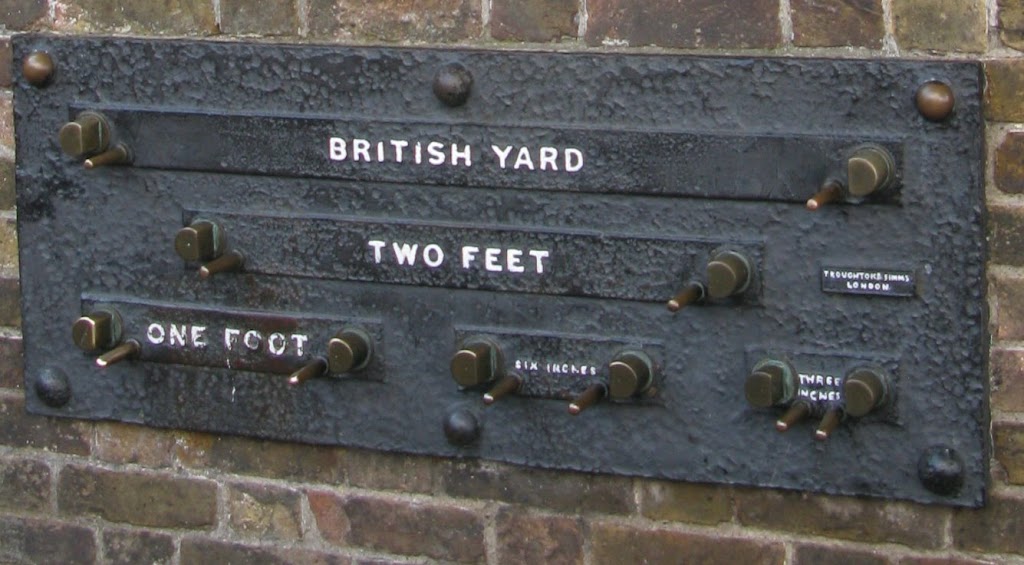 BRITISH YARD
TWO FEET
TROUGHTON & SIMMS
LONDON
ONE FOOT
SIX INCHES
THREE
INCHES